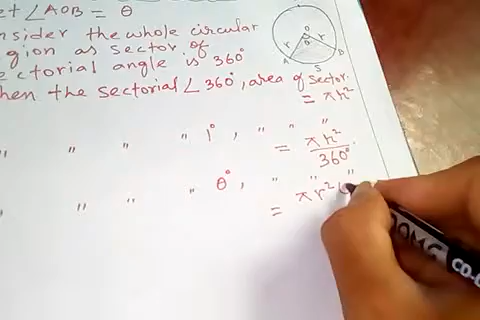 et ∠AOB = θ
nsider the whole circular
gion as sector. of
ectorial angle is 360°
hen the sectorial ∠ 360°, area of sector.
= πr²
" " " " 1°, " " "
= πr²/360°.
" " " " θ°, " " "
= πr²
O
θ
r r
A B
S